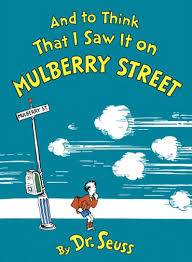 And to Think
That I Saw It on
MULBERRY STREET
MULBERRY ST.
By Dr. Seuss